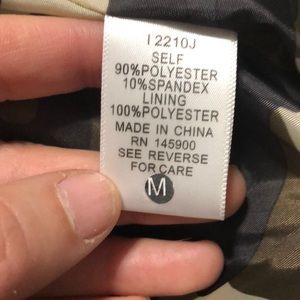 I 2210J
SELF
90%POLYESTER
10%SPANDEX
LINING
100%POLYESTER
MADE IN CHINA
RN 145900
SEE REVERSE
FOR CARE
M